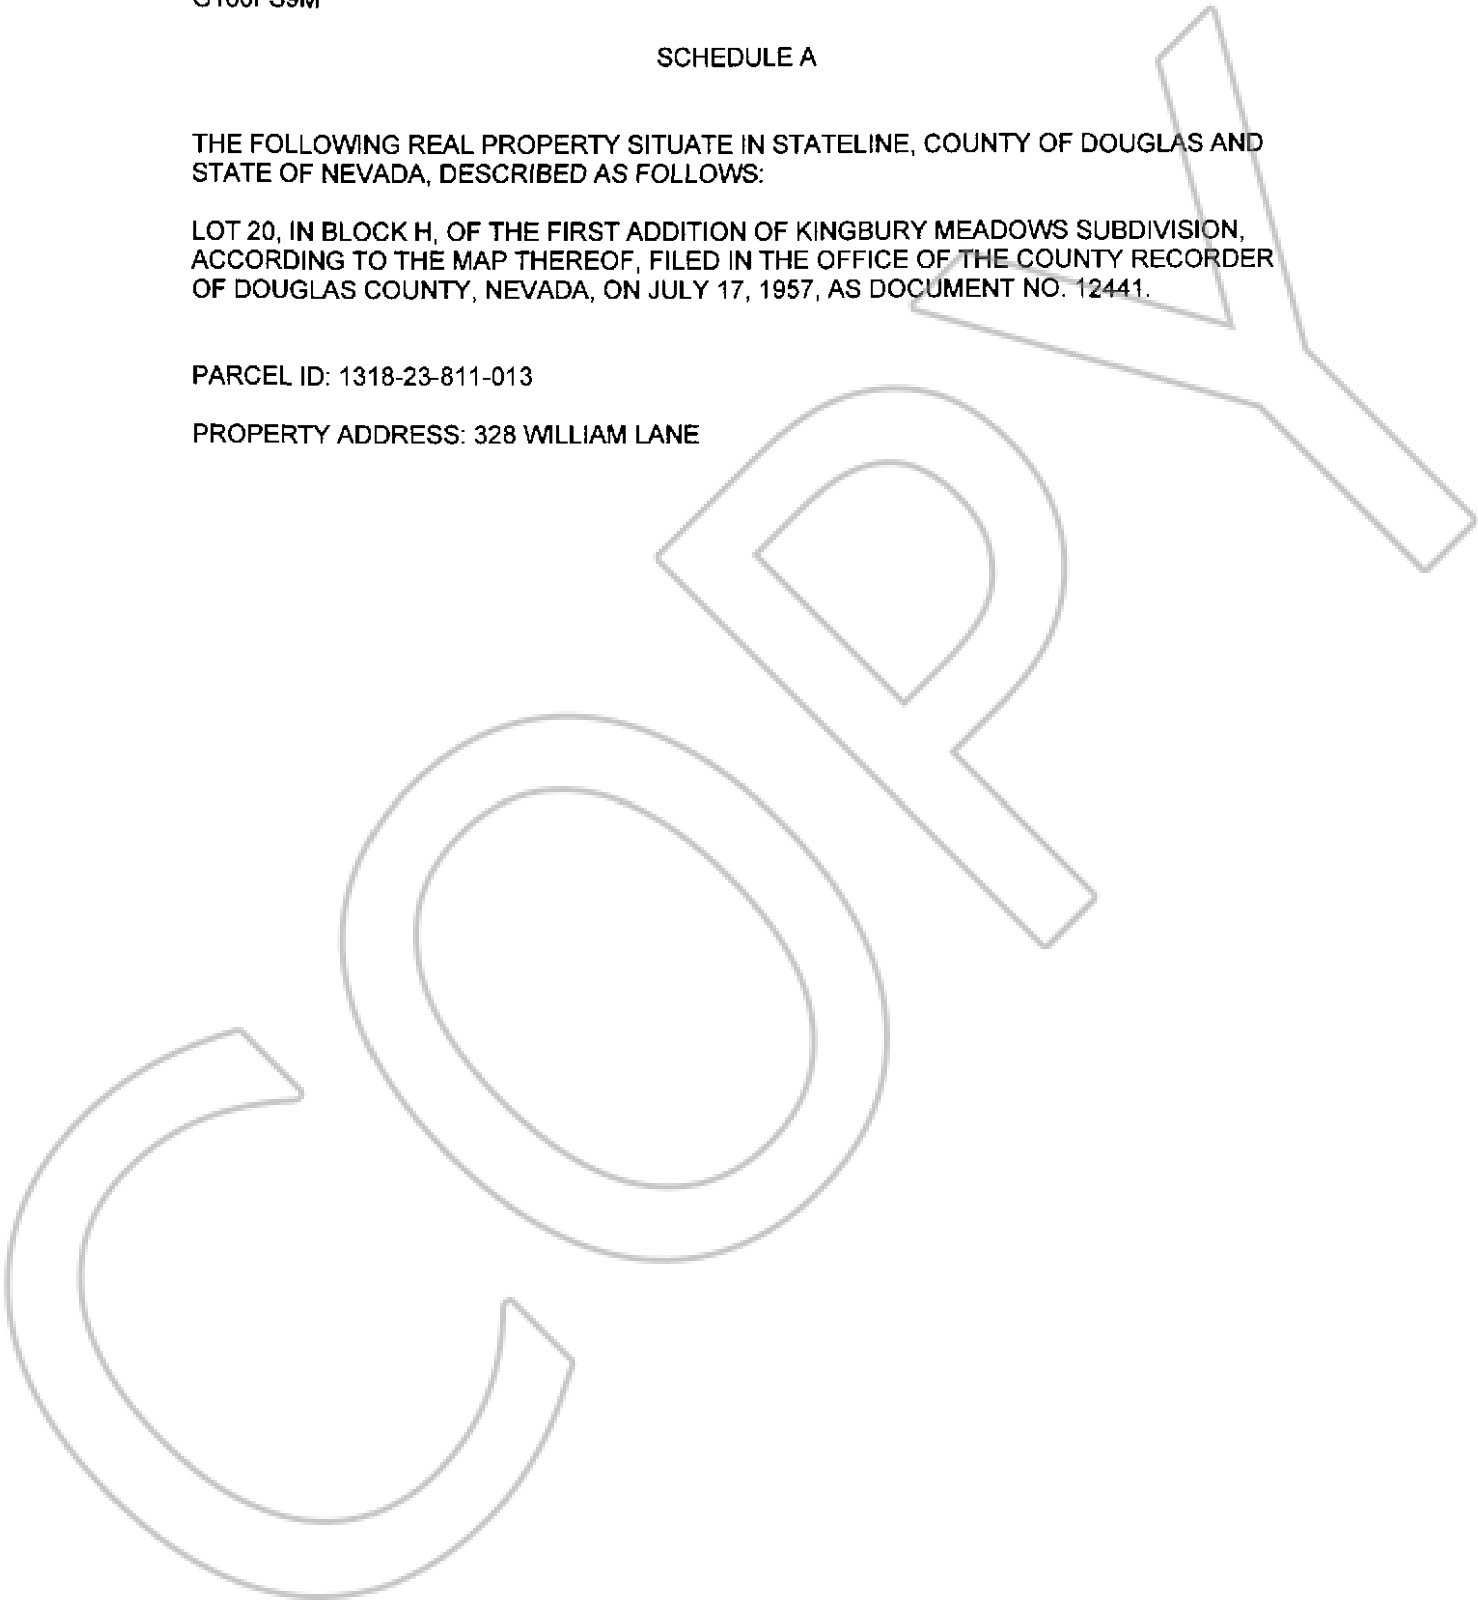 SCHEDULE A
THE FOLLOWING REAL PROPERTY SITUATE IN STATELINE, COUNTY OF DOUGLAS AND
STATE OF NEVADA, DESCRIBED AS FOLLOWS:
LOT 20, IN BLOCK H, OF THE FIRST ADDITION OF KINGBURY MEADOWS SUBDIVISION,
ACCORDING TO THE MAP THEREOF, FILED IN THE OFFICE OF THE COUNTY RECORDER
OF DOUGLAS COUNTY, NEVADA, ON JULY 17, 1957, AS DOCUMENT NO. 12441.
PARCEL ID: 1318-23-811-013
PROPERTY ADDRESS: 328 WILLIAM LANE
COPY